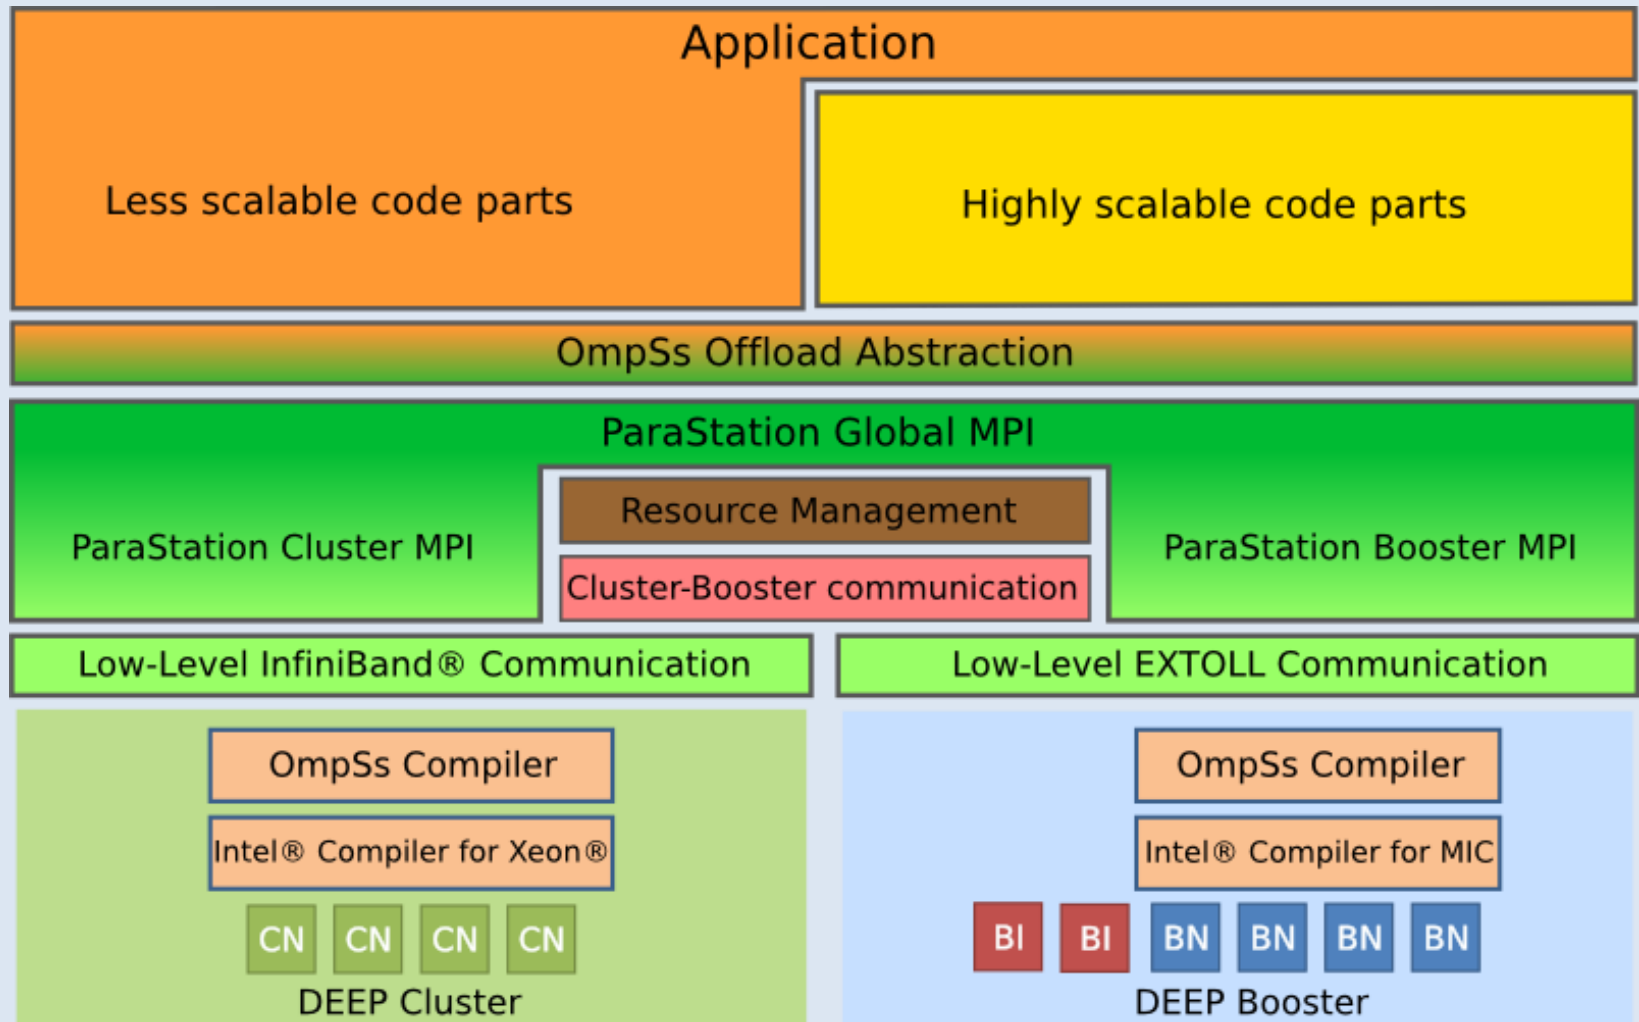 Application
Less scalable code parts
Highly scalable code parts
OmpSs Offload Abstraction
ParaStation Global MPI
Resource Management
ParaStation Cluster MPI
ParaStation Booster MPI
Cluster-Booster communication
Low-Level InfiniBand® Communication
Low-Level EXTOLL Communication
OmpSs Compiler
OmpSs Compiler
Intel® Compiler for Xeon®
Intel® Compiler for MIC
CN CN CN CN
BI BI BN BN BN BN
DEEP Cluster
DEEP Booster